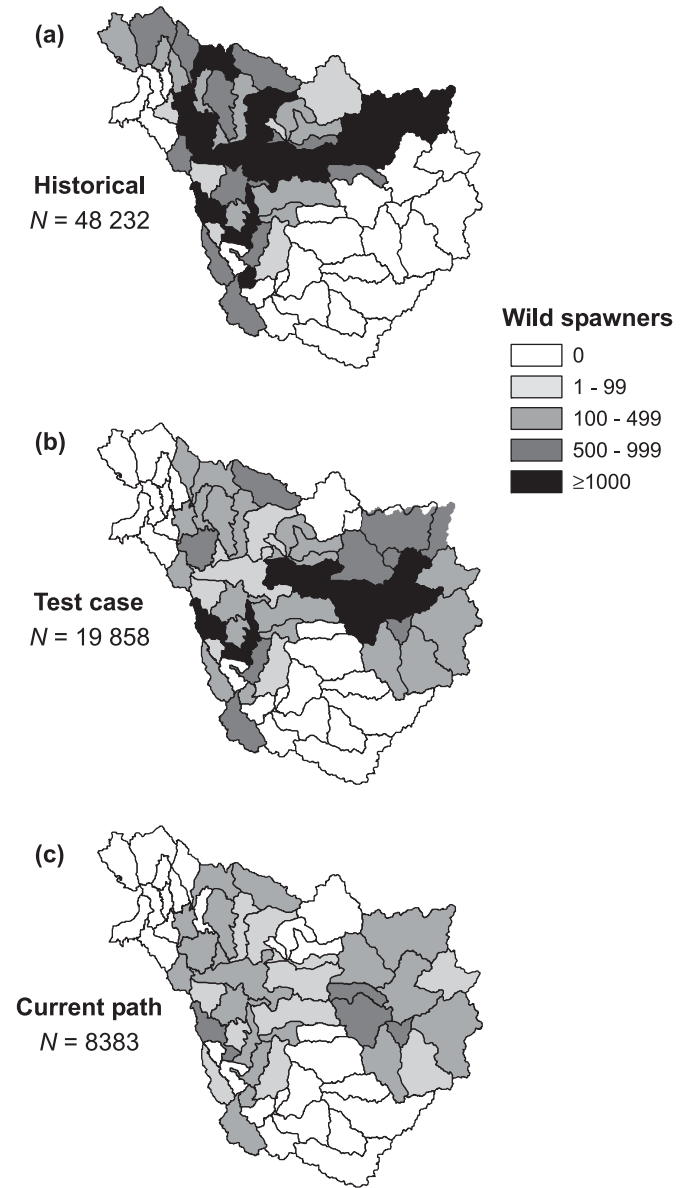 (a)
Historical
N = 48 232
Wild spawners
0
1 - 99
100 - 499
500 - 999
≥1000
(b)
Test case
N = 19 858
(c)
Current path
N = 8383